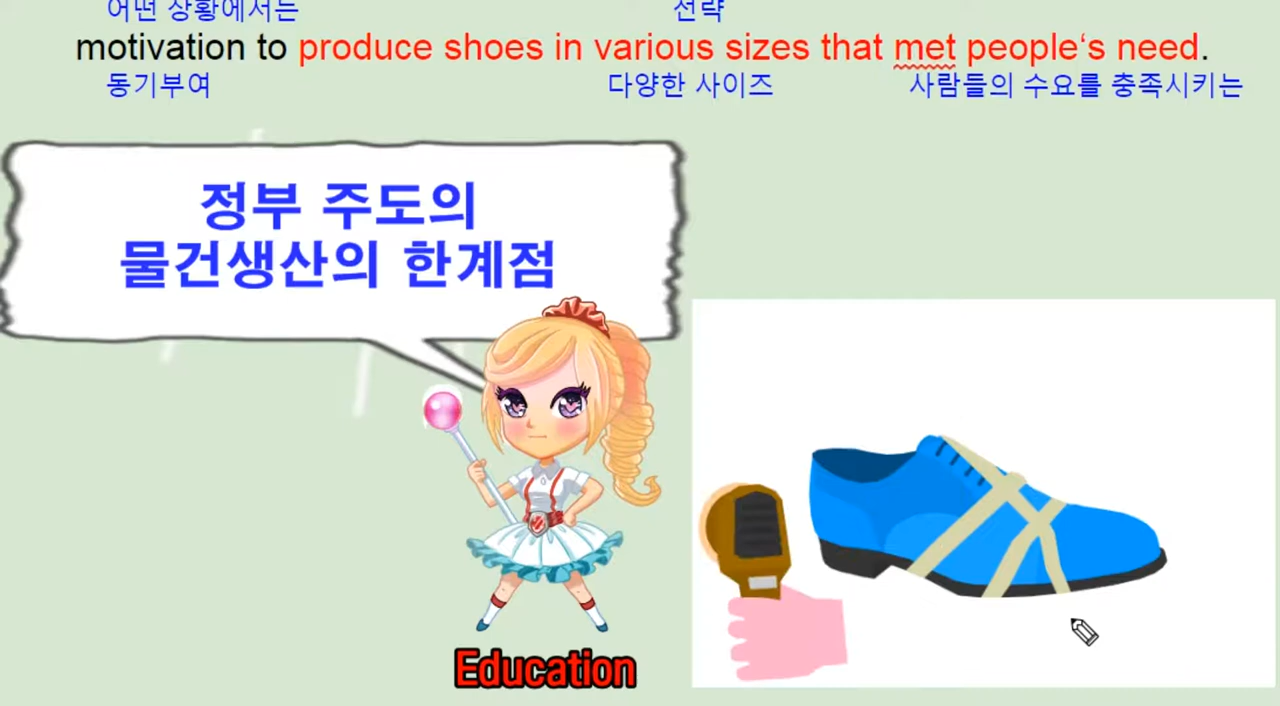 어떤 상황에서는 전략
motivation to produce shoes in various sizes that met people‘s need.
동기부여 다양한 사이즈 사람들의 수요를 충족시키는
정부 주도의
물건생산의 한계점
Education